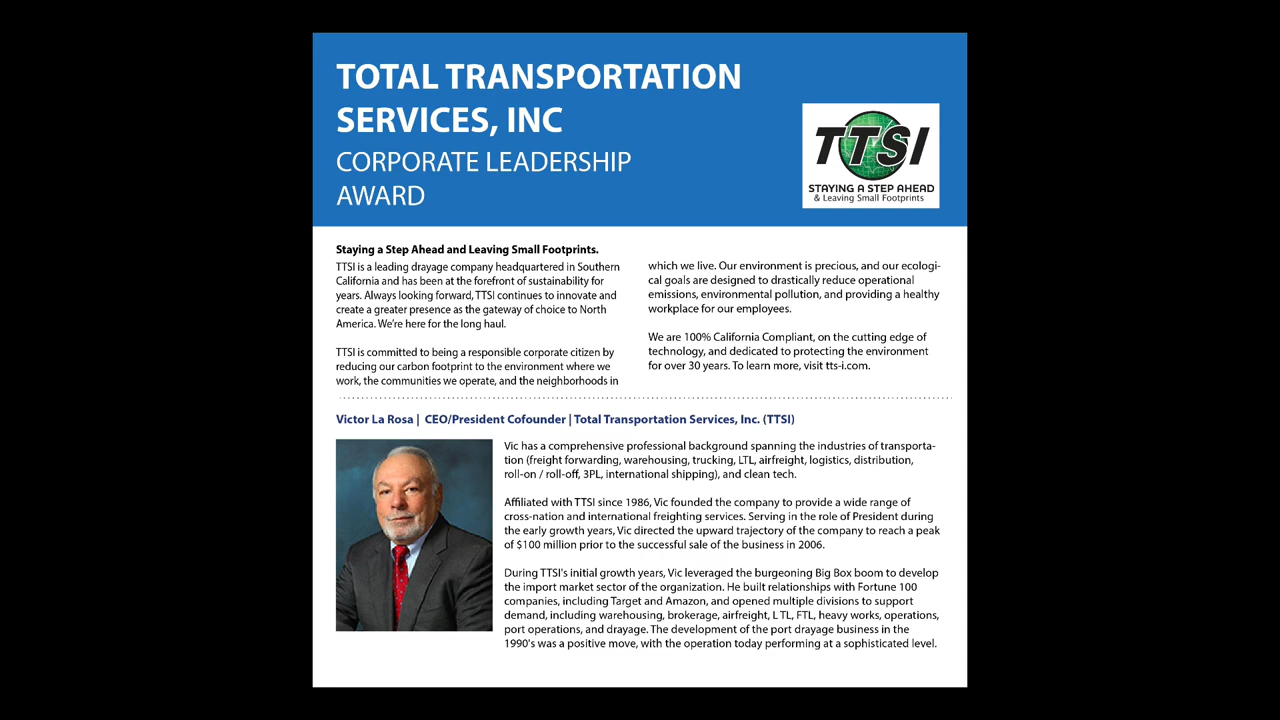 TOTAL TRANSPORTATION
SERVICES, INC
CORPORATE LEADERSHIP
AWARD
TTSI
STAYING A STEP AHEAD
& Leaving Small Footprints
Staying a Step Ahead and Leaving Small Footprints.
TTSI is a leading drayage company headquartered in Southern
California and has been at the forefront of sustainability for
years. Always looking forward, TTSI continues to innovate and
create a greater presence as the gateway of choice to North
America. We're here for the long haul.
TTSI is committed to being a responsible corporate citizen by
reducing our carbon footprint to the environment where we
work, the communities we operate, and the neighborhoods in
which we live. Our environment is precious, and our ecologi-
cal goals are designed to drastically reduce operational
emissions, environmental pollution, and providing a healthy
workplace for our employees.
We are 100% California Compliant, on the cutting edge of
technology, and dedicated to protecting the environment
for over 30 years. To learn more, visit tts-i.com.
Victor La Rosa | CEO/President Cofounder | Total Transportation Services, Inc. (TTSI)
Vic has a comprehensive professional background spanning the industries of transporta-
tion (freight forwarding, warehousing, trucking, LTL, airfreight, logistics, distribution,
roll-on / roll-off, 3PL, international shipping), and clean tech.
Affiliated with TTSI since 1986, Vic founded the company to provide a wide range of
cross-nation and international freighting services. Serving in the role of President during
the early growth years, Vic directed the upward trajectory of the company to reach a peak
of $100 million prior to the successful sale of the business in 2006.
During TTSI's initial growth years, Vic leveraged the burgeoning Big Box boom to develop
the import market sector of the organization. He built relationships with Fortune 100
companies, including Target and Amazon, and opened multiple divisions to support
demand, including warehousing, brokerage, airfreight, L TL, FTL, heavy works, operations,
port operations, and drayage. The development of the port drayage business in the
1990's was a positive move, with the operation today performing at a sophisticated level.